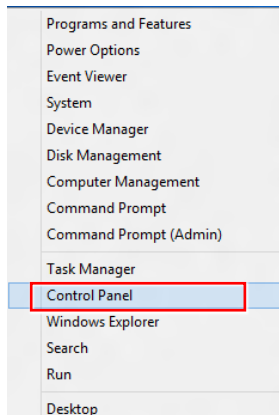 Programs and Features
Power Options
Event Viewer
System
Device Manager
Disk Management
Computer Management
Command Prompt
Command Prompt (Admin)
Task Manager
Control Panel
Windows Explorer
Search
Run
Desktop